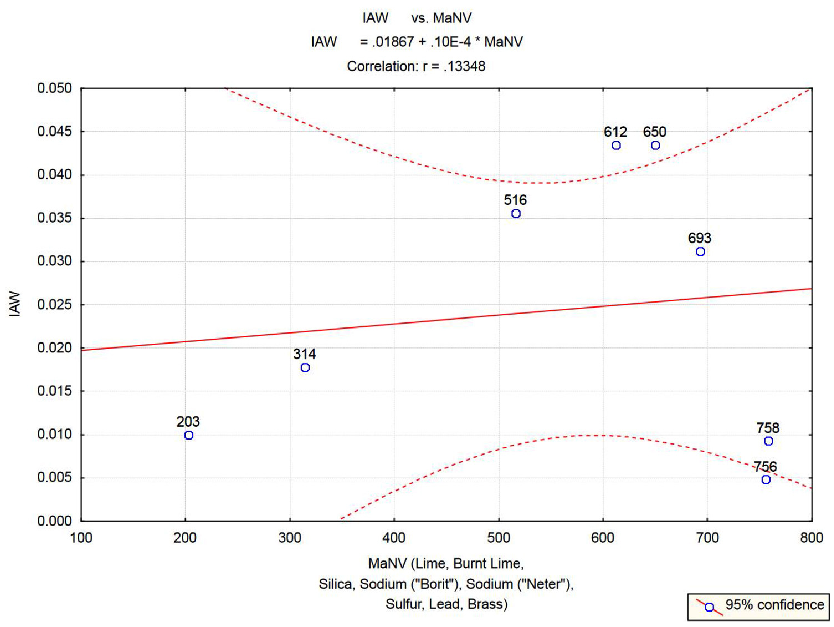 IAW vs. MaNV
IAW = .01867 + .10E-4 * MaNV
Correlation: r = .13348
0.050
0.045
612 650
0.040
516
0.035
693
0.030
IAW
0.025
0.020
314
0.015
203
758
0.010
756
0.005
0.000
100 200 300 400 500 600 700 800
MaNV (Lime, Burnt Lime,
Silica, Sodium ("Borit"), Sodium ("Neter"),
Sulfur, Lead, Brass)
95% confidence